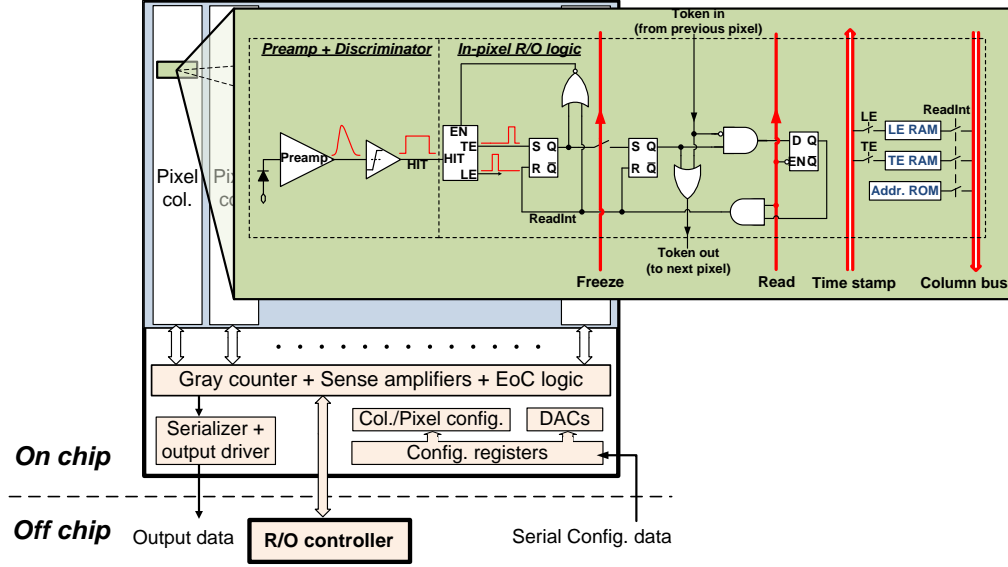 Token in
(from previous pixel)
Preamp + Discriminator
In-pixel R/O logic
EN
TE
HIT
LE
Preamp
HIT
S Q
R Q̅
S Q
R Q̅
D Q
EN Q̅
ReadInt
LE
LE RAM
TE
TE RAM
Addr. ROM
ReadInt
Token out
(to next pixel)
Freeze
Read
Time stamp
Column bus
Pixel
col.
Gray counter + Sense amplifiers + EoC logic
Serializer +
output driver
Col./Pixel config.
DACs
Config. registers
On chip
Off chip
Output data
R/O controller
Serial Config. data